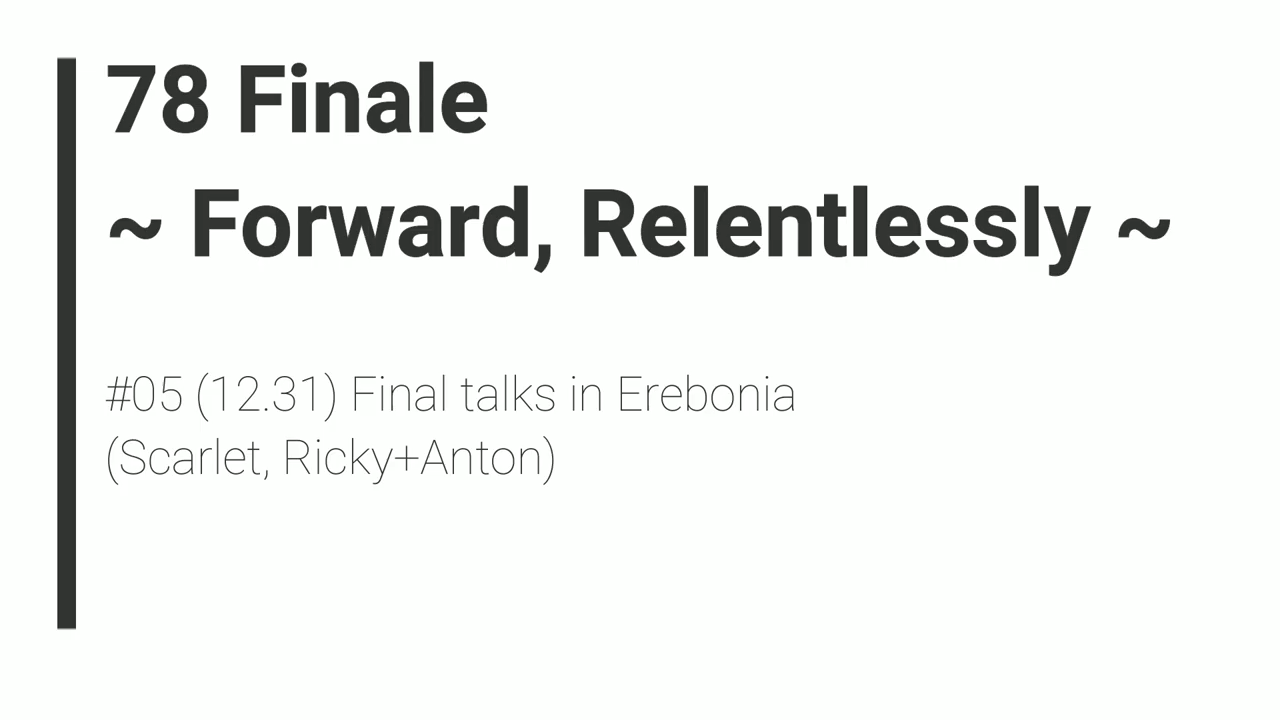 78 Finale
~ Forward, Relentlessly ~
#05 (12.31) Final talks in Erebonia
(Scarlet, Ricky+Anton)